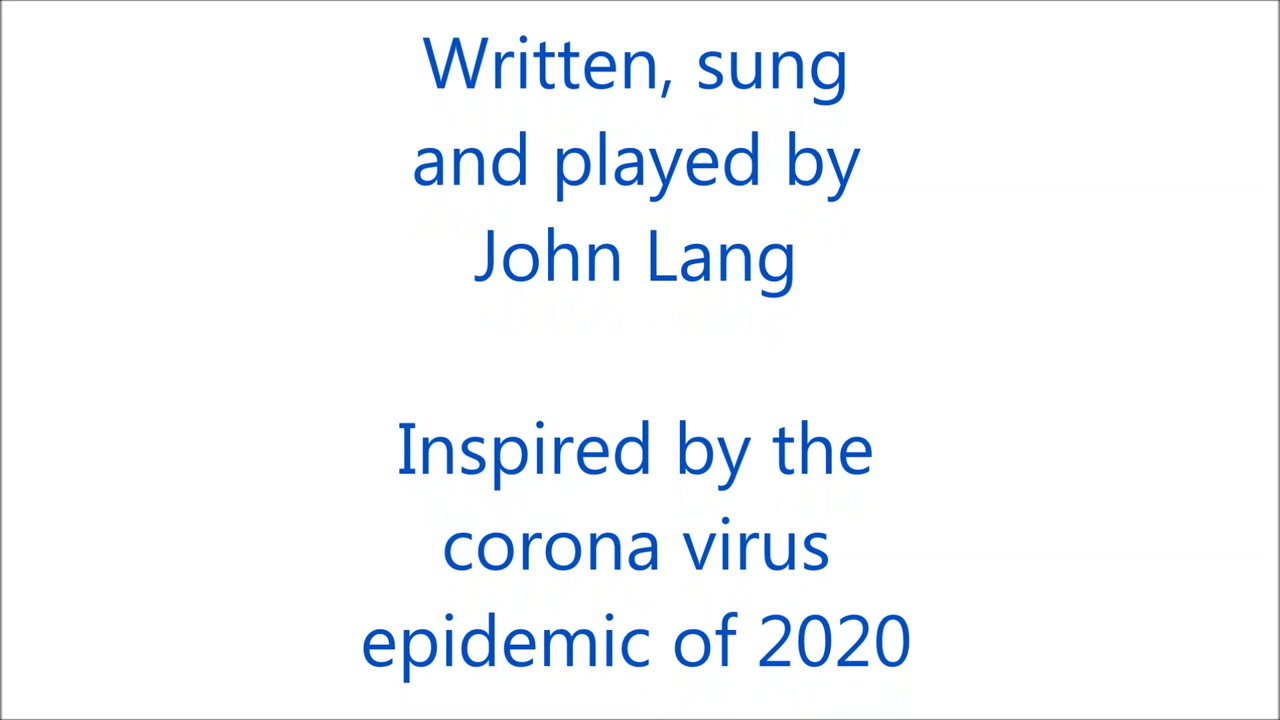 Written, sung
and played by
John Lang
Inspired by the
corona virus
epidemic of 2020